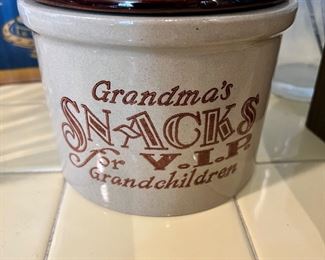 Grandma's
SNACKS
for V.I.P.
Grandchildren